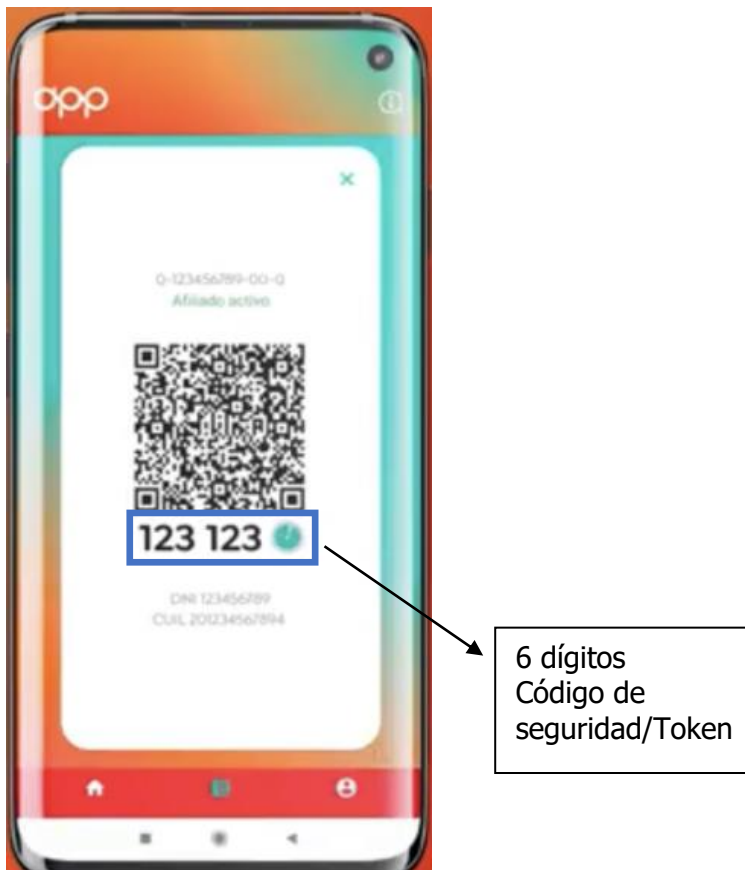 app
0-123456789-00-0
Afiliado activo
123 123
DNI 123456789
CUIL 201234567894
6 dígitos
Código de
seguridad/Token